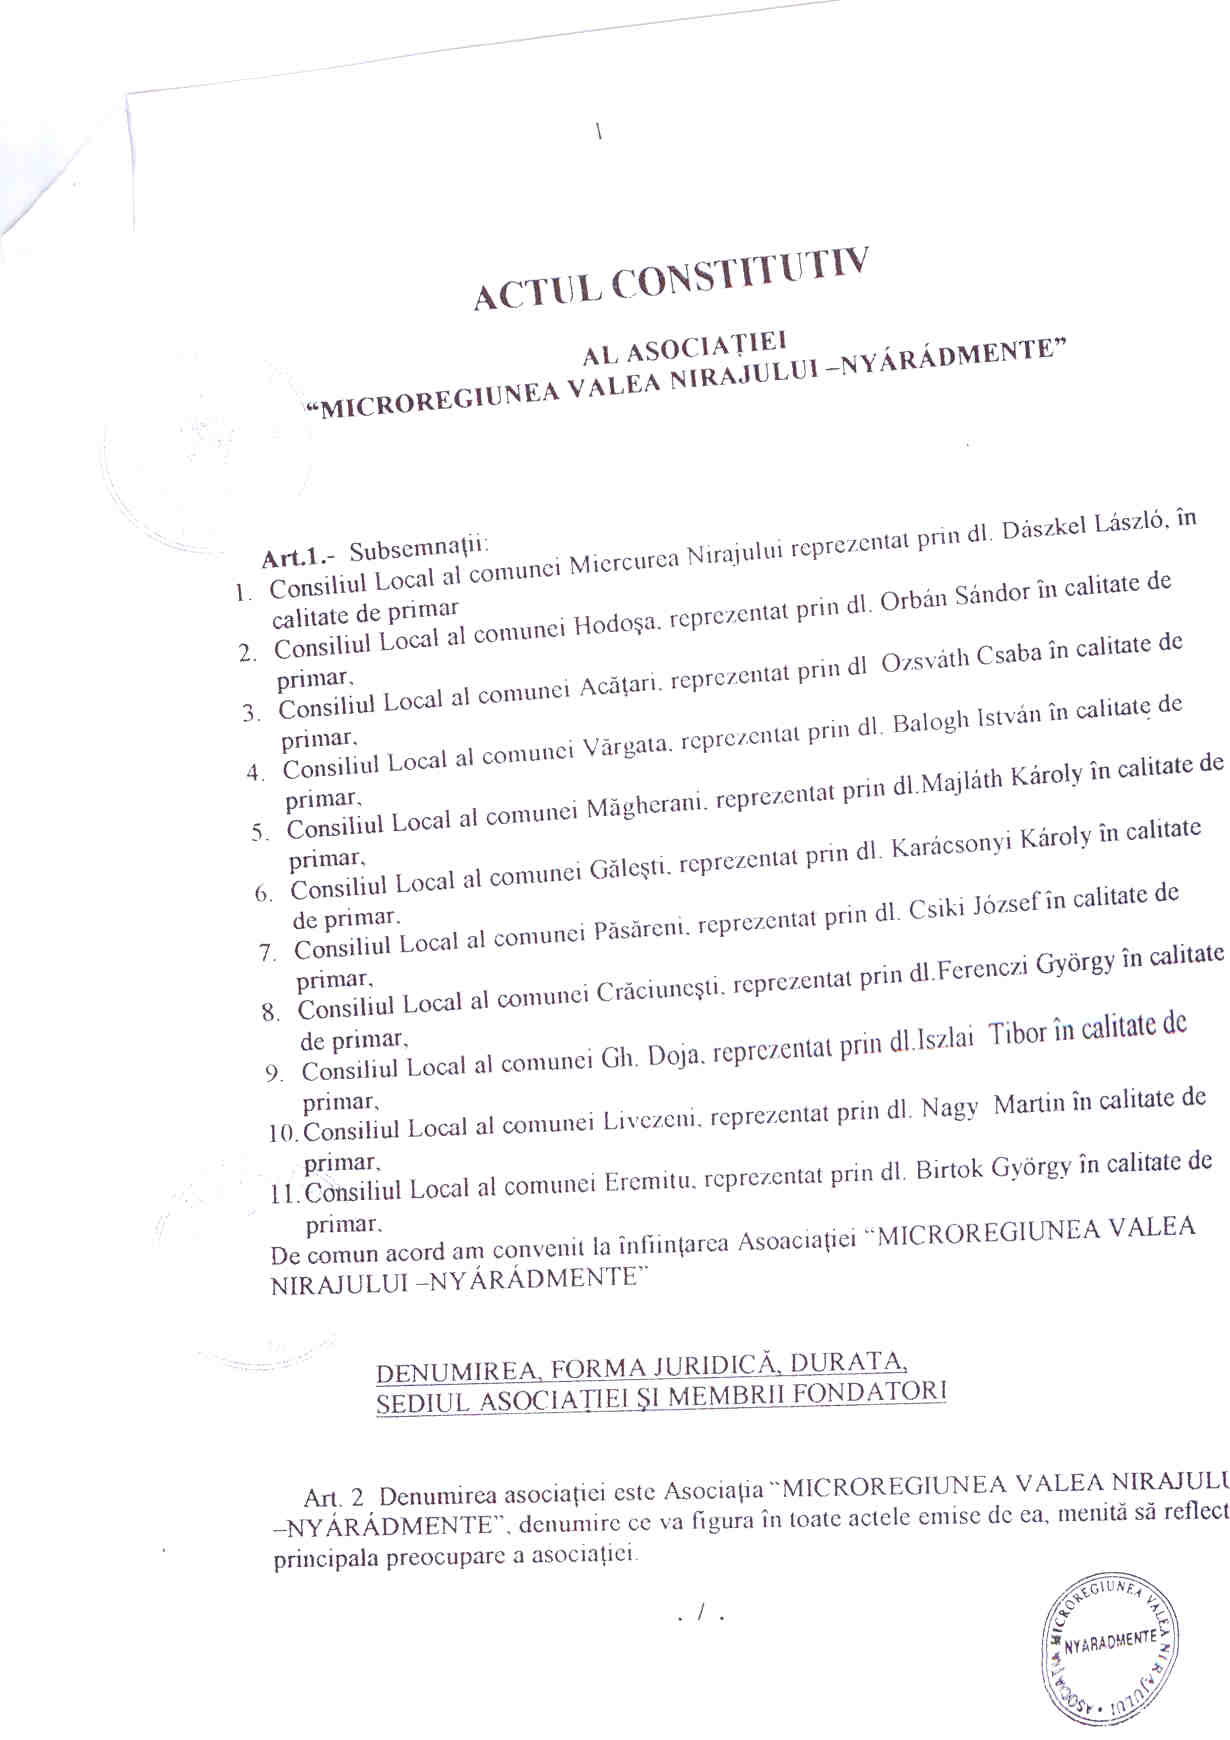 1
ACTUL CONSTITUTIV
AL ASOCIAȚIEI
“MICROREGIUNEA VALEA NIRAJULUI –NYÁRÁDMENTE”
Art.1.- Subsemnații:
1. Consiliul Local al comunei Miercurea Nirajului reprezentat prin dl. Dászkel László, în
calitate de primar
2. Consiliul Local al comunei Hodoşa, reprezentat prin dl. Orbán Sándor în calitate de
primar,
3. Consiliul Local al comunei Acățari, reprezentat prin dl Ozsváth Csaba în calitate de
primar,
4. Consiliul Local al comunei Vărgata, reprezentat prin dl. Balogh István în calitate de
primar,
5. Consiliul Local al comunei Măgherani, reprezentat prin dl.Majláth Károly în calitate de
primar,
6. Consiliul Local al comunei Găleşti, reprezentat prin dl. Karácsonyi Károly în calitate
de primar,
7. Consiliul Local al comunei Păsăreni, reprezentat prin dl. Csiki József în calitate de
primar,
8. Consiliul Local al comunei Crăciuneşti, reprezentat prin dl.Ferenczi György în calitate
de primar,
9. Consiliul Local al comunei Gh. Doja, reprezentat prin dl.Iszlai Tibor în calitate de
primar,
10. Consiliul Local al comunei Livezeni, reprezentat prin dl. Nagy Martin în calitate de
primar,
11. Consiliul Local al comunei Eremitu, reprezentat prin dl. Birtok György în calitate de
primar,
De comun acord am convenit la înființarea Asoaciației “MICROREGIUNEA VALEA
NIRAJULUI –NYÁRÁDMENTE”
DENUMIREA, FORMA JURIDICĂ, DURATA,
SEDIUL ASOCIAȚIEI ŞI MEMBRII FONDATORI
Art. 2 Denumirea asociației este Asociația “MICROREGIUNEA VALEA NIRAJULU
–NYÁRÁDMENTE”, denumire ce va figura în toate actele emise de ea, menită să reflect
principala preocupare a asociației.
. / .
ASOCIAȚIA MICROREGIUNEA VALEA NIRAJULUI •
NYARADMENTE